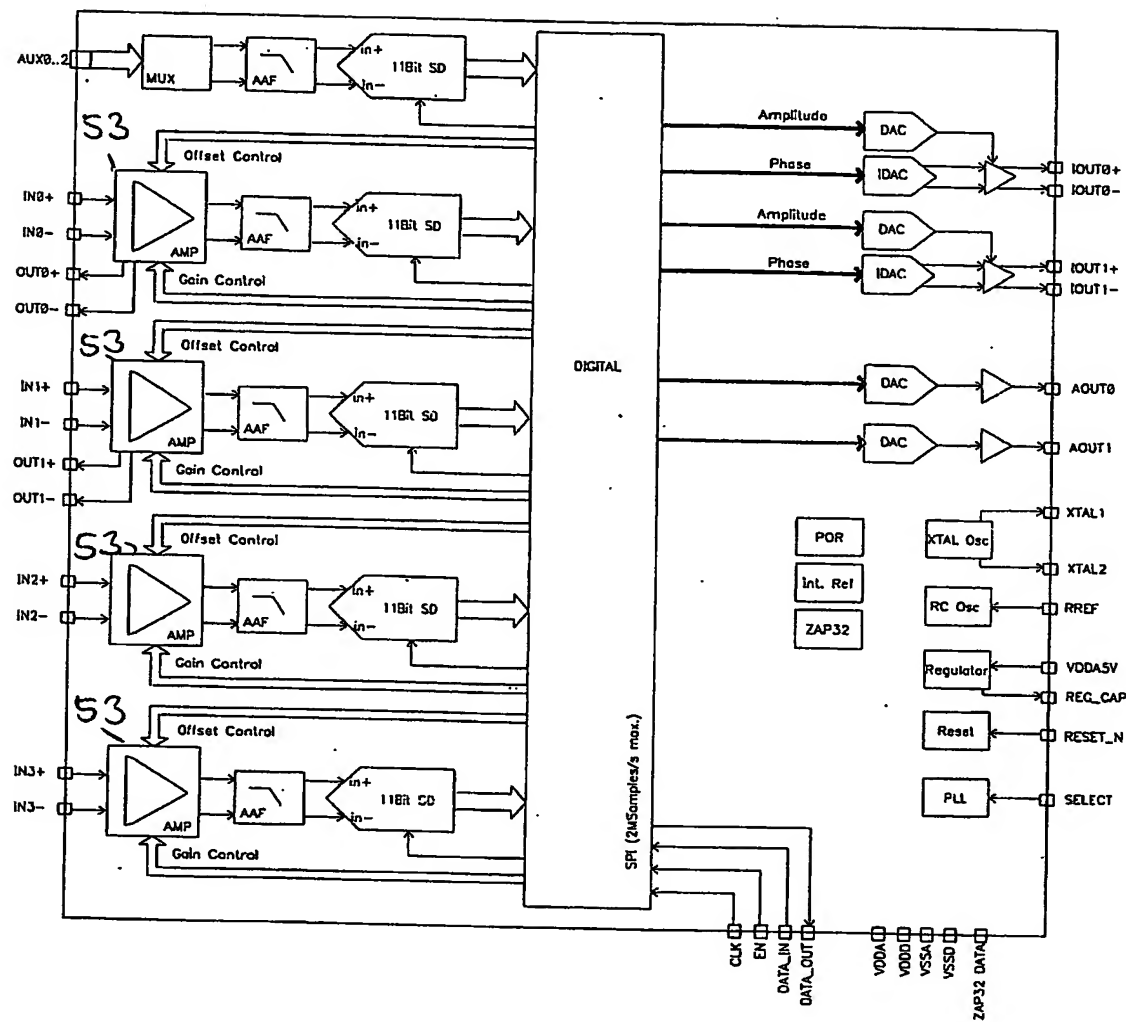 AUX0..2
MUX
AAF
in+
in-
11Bit SD
53
Offset Control
IN0+
IN0-
OUT0+
OUT0-
AMP
AAF
in+
in-
11Bit SD
Gain Control
53
Offset Control
IN1+
IN1-
OUT1+
OUT1-
AMP
AAF
in+
in-
11Bit SD
Gain Control
53
Offset Control
IN2+
IN2-
AMP
AAF
in+
in-
11Bit SD
Gain Control
53
Offset Control
IN3+
IN3-
AMP
AAF
in+
in-
11Bit SD
Gain Control
DIGITAL
SPI (2MSamples/s max.)
Amplitude
DAC
Phase
IDAC
IOUT0+
IOUT0-
Amplitude
DAC
Phase
IDAC
IOUT1+
IOUT1-
DAC
AOUT0
DAC
AOUT1
POR
Int. Ref
ZAP32
XTAL Osc
XTAL1
XTAL2
RC Osc
RREF
Regulator
VDDA5V
REG_CAP
Reset
RESET_N
PLL
SELECT
CLK
EN
DATA_IN
DATA_OUT
VDDA
VDDD
VSSA
VSSD
ZAP32 DATA